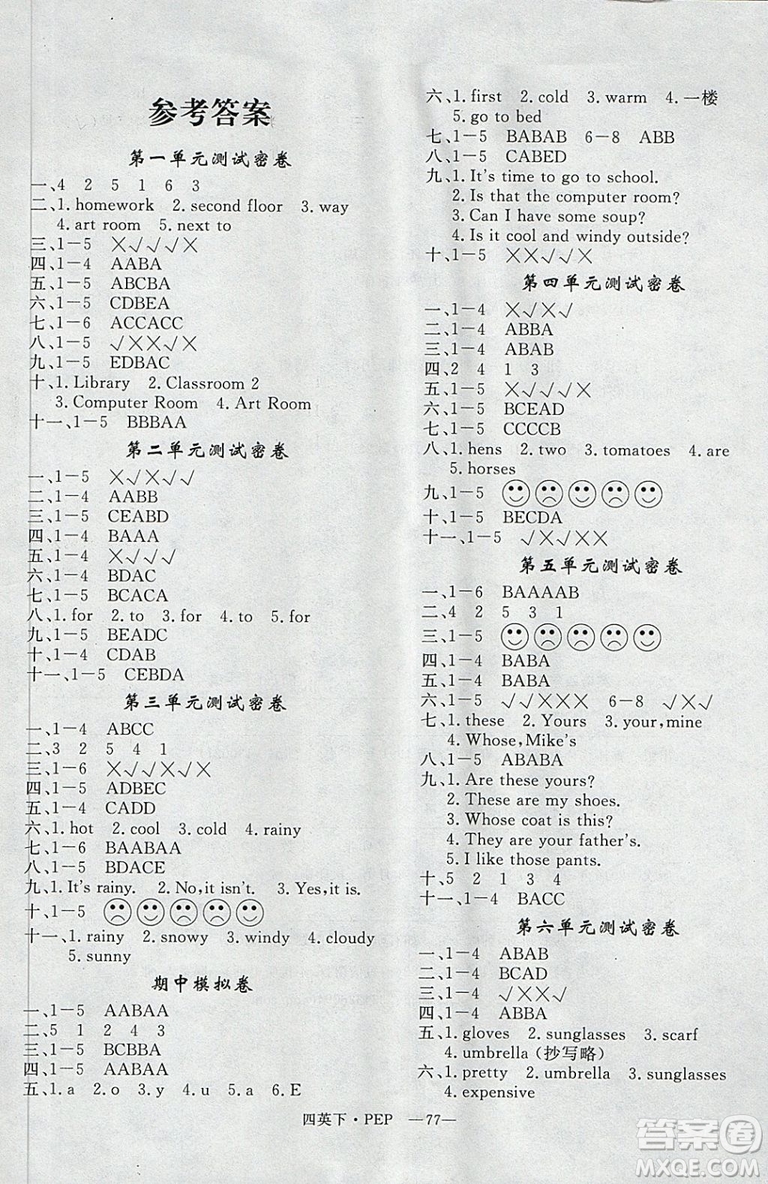 参考答案
第一单元测试密卷
一、4 2 5 1 6 3
二、1. homework 2. second floor 3. way
4. art room 5. next to
三、1-5 ×√√√×
四、1-4 AABA
五、1-5 ABCBA
六、1-5 CDBEA
七、1-6 ACCACC
八、1-5 √××√×
九、1-5 EDBAC
十、1. Library 2. Classroom 2
3. Computer Room 4. Art Room
十一、1-5 BBBAA
第二单元测试密卷
一、1-5 ×√×√√
二、1-4 AABB
三、1-5 CEABD
四、1-4 BAAA
五、1-4 ×√√√
六、1-4 BDAC
七、1-5 BCACA
八、1. for 2. to 3. for 4. to 5. for
九、1-5 BEADC
十、1-4 CDAB
十一、1-5 CEBDA
第三单元测试密卷
一、1-4 ABCC
二、3 2 5 4 1
三、1-6 ×√√×√×
四、1-5 ADBEC
五、1-4 CADD
六、1. hot 2. cool 3. cold 4. rainy
七、1-6 BAABAA
八、1-5 BDACE
九、1. It's rainy. 2. No, it isn't. 3. Yes, it is.
十、1-5 ☺☹☹☹☺
十一、1. rainy 2. snowy 3. windy 4. cloudy
5. sunny
期中模拟卷
一、1-5 AABAA
二、5 1 2 4 3
三、1-5 BCBBA
四、1-5 AABAA
五、1. a 2. o 3. y 4. u 5. a 6. E
六、1. first 2. cold 3. warm 4. 一楼
5. go to bed
七、1-5 BABAB 6-8 ABB
八、1-5 CABED
九、1. It's time to go to school.
2. Is that the computer room?
3. Can I have some soup?
4. Is it cool and windy outside?
十、1-5 ××√√×
第四单元测试密卷
一、1-4 √×√√
二、1-4 ABBA
三、1-4 ABAB
四、2 4 1 3
五、1-5 ×√×√√
六、1-5 BCEAD
七、1-5 CCCCB
八、1. hens 2. two 3. tomatoes 4. are
5. horses
九、1-5 ☺☹☺☺☹
十、1-5 BECDA
十一、1-5 √×√××
第五单元测试密卷
一、1-6 BAAAAB
二、4 2 5 3 1
三、1-5 ☺☺☹☹☺
四、1-4 BABA
五、1-4 BABA
六、1-5 √√××× 6-8 √√×
七、1. these 2. Yours 3. your, mine
4. Whose, Mike's
八、1-5 ABABA
九、1. Are these yours?
2. These are my shoes.
3. Whose coat is this?
4. They are your father's.
5. I like those pants.
十、5 2 1 3 4
十一、1-4 BACC
第六单元测试密卷
一、1-4 ABAB
二、1-4 BCAD
三、1-5 √××√×
四、1-4 ABBA
五、1. gloves 2. sunglasses 3. scarf
4. umbrella (抄写略)
六、1. pretty 2. umbrella 3. sunglasses
4. expensive
四英下·PEP —77—
答案圈
MXQE.COM